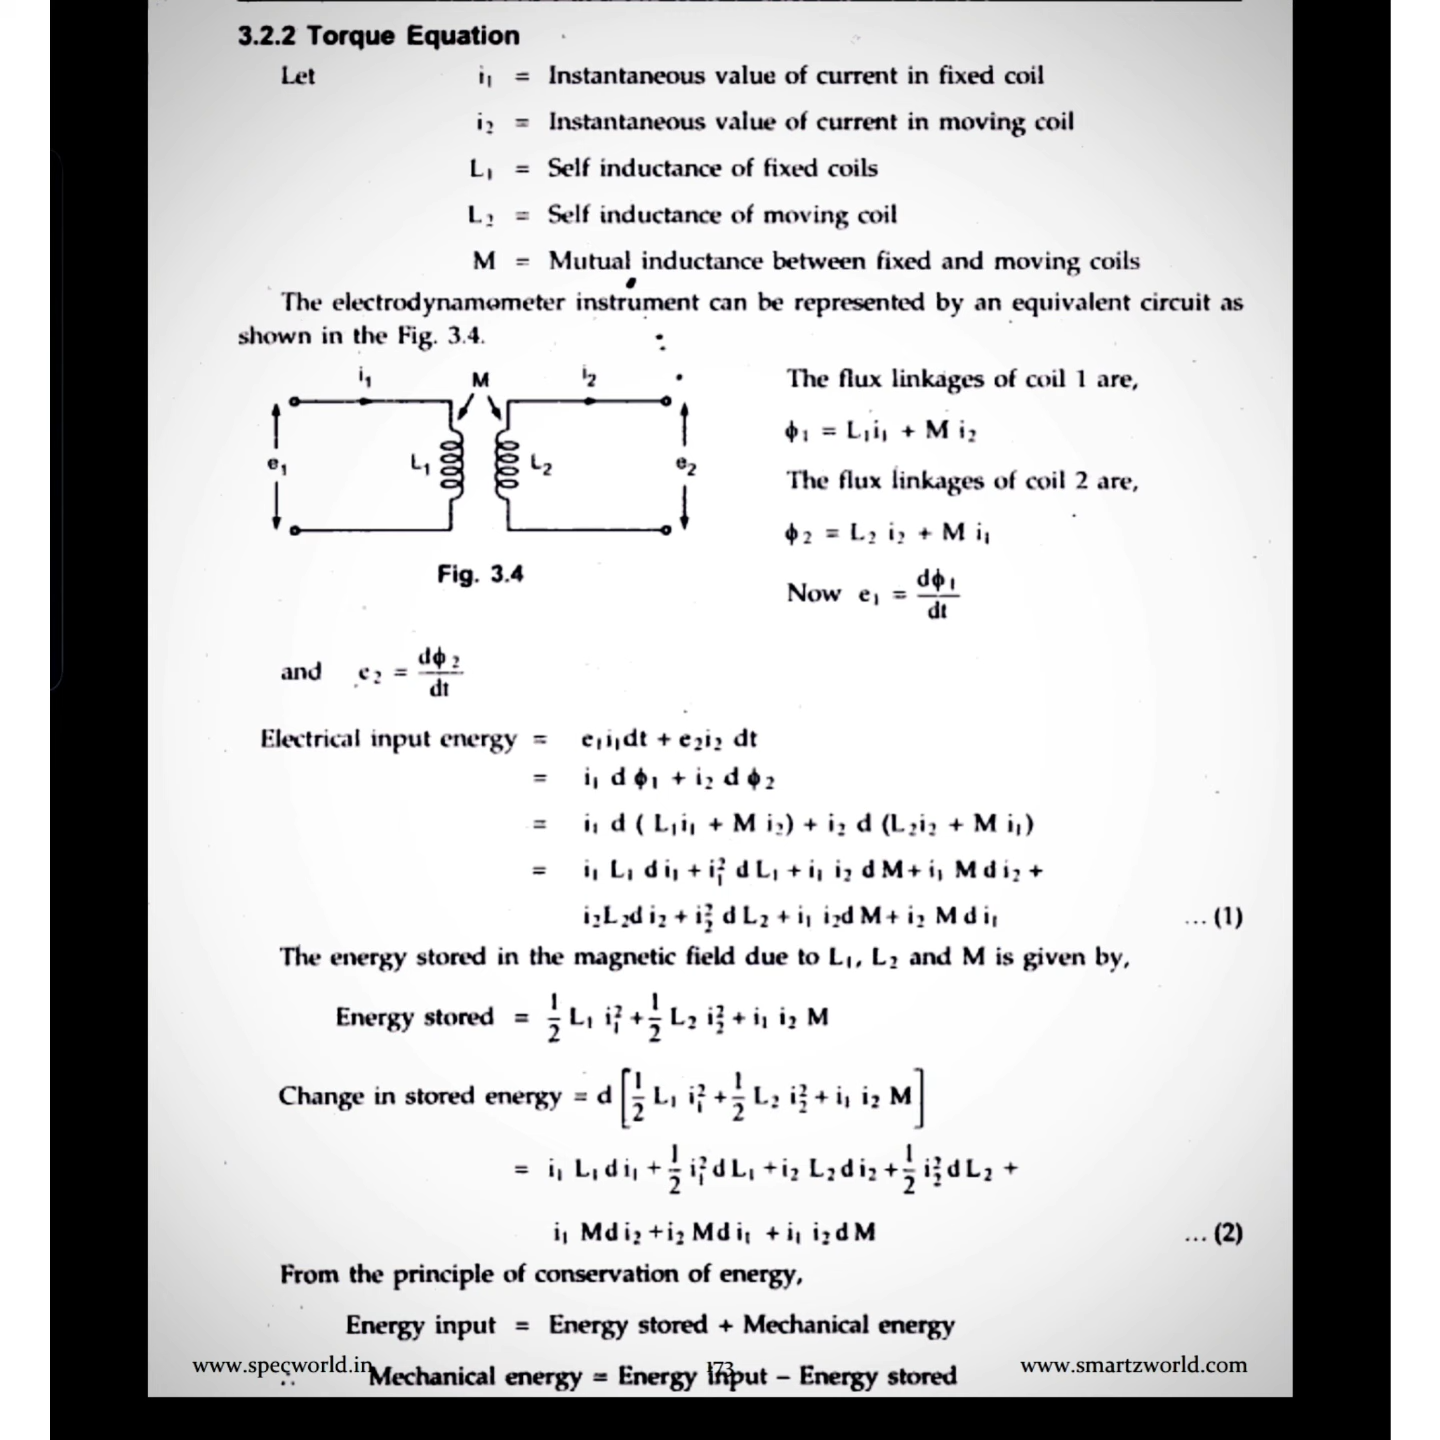 3.2.2 Torque Equation
Let i₁ = Instantaneous value of current in fixed coil
i₂ = Instantaneous value of current in moving coil
L₁ = Self inductance of fixed coils
L₂ = Self inductance of moving coil
M = Mutual inductance between fixed and moving coils
The electrodynamometer instrument can be represented by an equivalent circuit as
shown in the Fig. 3.4.
i₁ M i₂
e₁ L₁ L₂ e₂
Fig. 3.4
The flux linkages of coil 1 are,
ϕ₁ = L₁i₁ + M i₂
The flux linkages of coil 2 are,
ϕ₂ = L₂ i₂ + M i₁
Now e₁ = dϕ₁/dt
and e₂ = dϕ₂/dt
Electrical input energy = e₁i₁dt + e₂i₂ dt
= i₁ d ϕ₁ + i₂ d ϕ₂
= i₁ d ( L₁i₁ + M i₂) + i₂ d (L₂i₂ + M i₁)
= i₁ L₁ d i₁ + i₁² d L₁ + i₁ i₂ d M + i₁ M d i₂ +
i₂L₂d i₂ + i₂² d L₂ + i₁ i₂d M + i₂ M d i₁ ... (1)
The energy stored in the magnetic field due to L₁, L₂ and M is given by,
Energy stored = 1/2 L₁ i₁² + 1/2 L₂ i₂² + i₁ i₂ M
Change in stored energy = d [1/2 L₁ i₁² + 1/2 L₂ i₂² + i₁ i₂ M]
= i₁ L₁d i₁ + 1/2 i₁² d L₁ + i₂ L₂d i₂ + 1/2 i₂² d L₂ +
i₁ Md i₂ + i₂ Md i₁ + i₁ i₂d M ... (2)
From the principle of conservation of energy,
Energy input = Energy stored + Mechanical energy
www.specworld.in 173 www.smartzworld.com
∴ Mechanical energy = Energy input − Energy stored